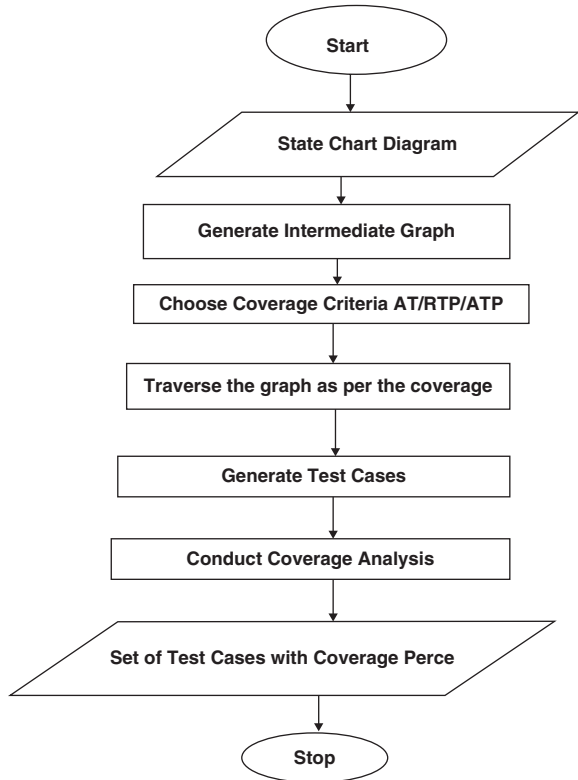 Start
State Chart Diagram
Generate Intermediate Graph
Choose Coverage Criteria AT/RTP/ATP
Traverse the graph as per the coverage
Generate Test Cases
Conduct Coverage Analysis
Set of Test Cases with Coverage Perce
Stop